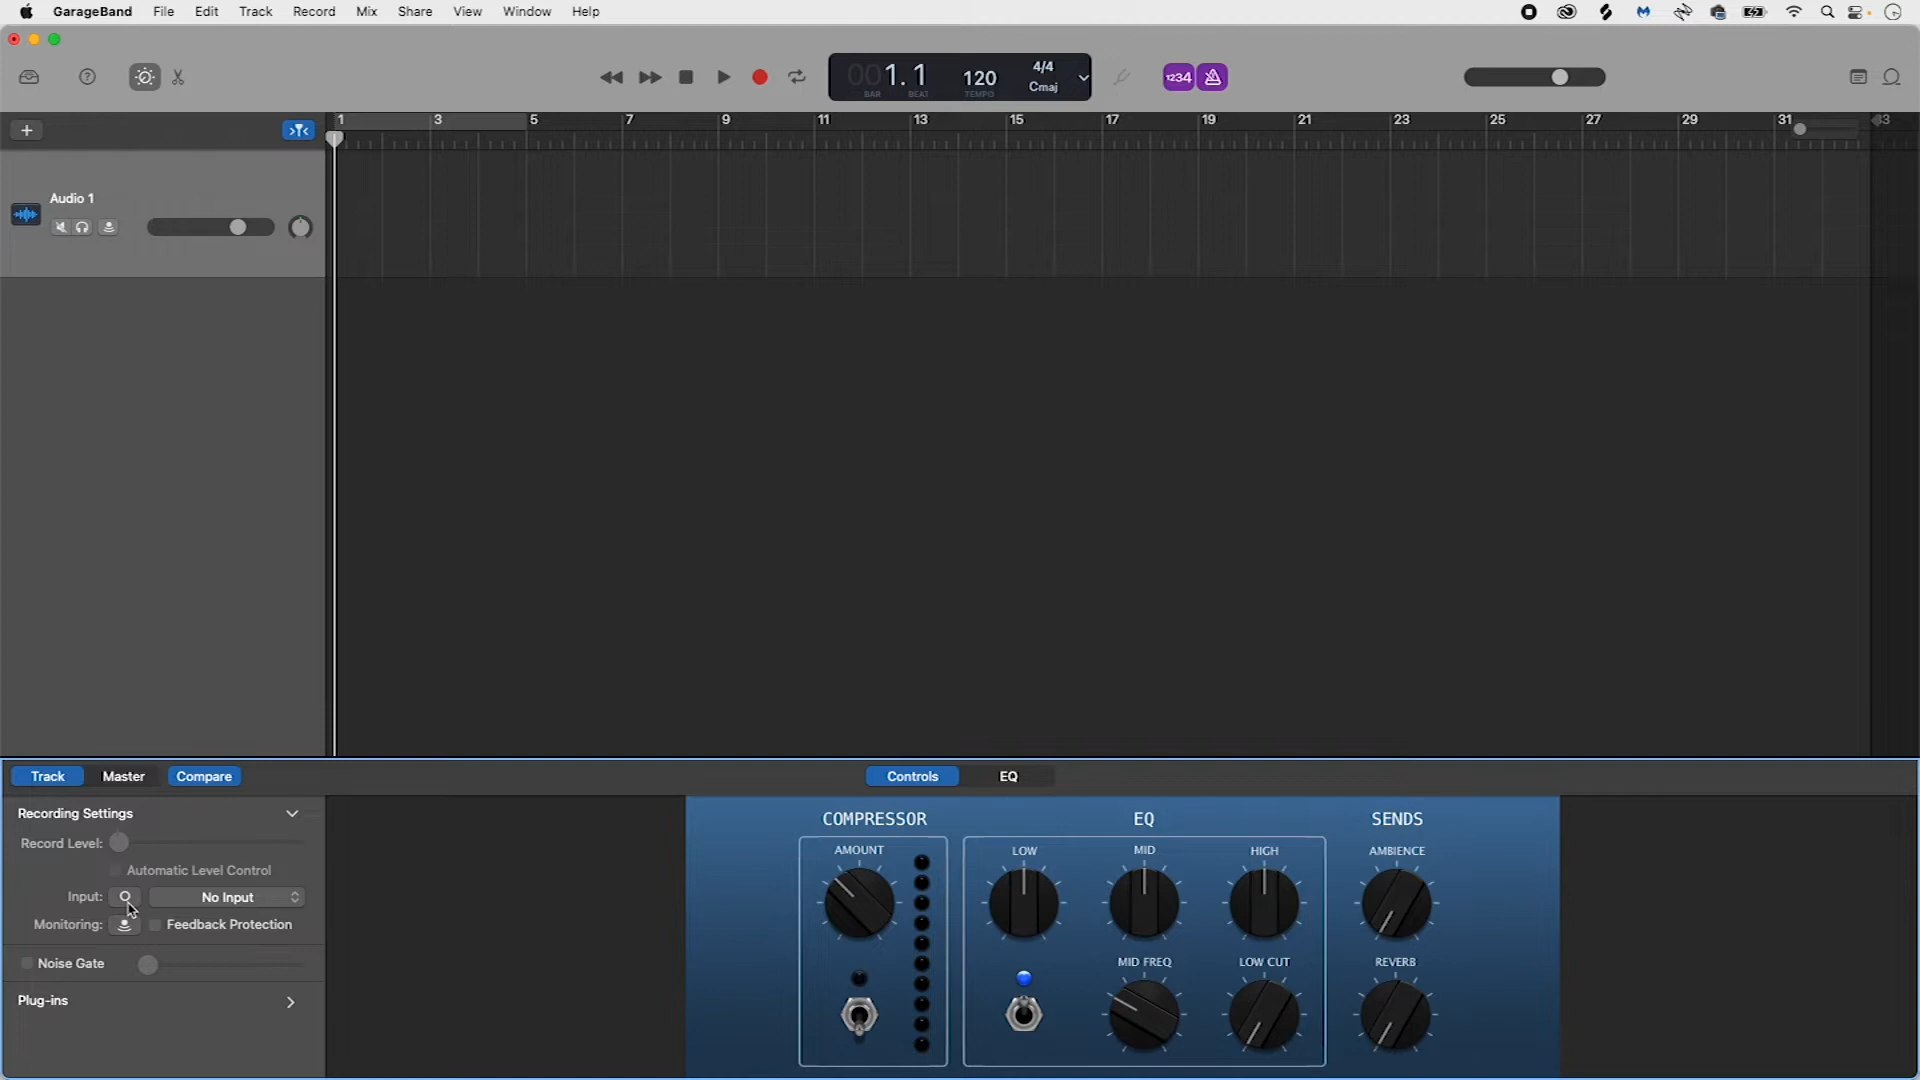 GarageBand File Edit Track Record Mix Share View Window Help
001.1 120 4/4
BAR BEAT TEMPO Cmaj
1234
1 3 5 7 9 11 13 15 17 19 21 23 25 27 29 31 33
Audio 1
Track Master Compare Controls EQ
Recording Settings
Record Level:
Automatic Level Control
Input: No Input
Monitoring: Feedback Protection
Noise Gate
Plug-ins
COMPRESSOR EQ SENDS
AMOUNT LOW MID HIGH AMBIENCE
MID FREQ LOW CUT REVERB